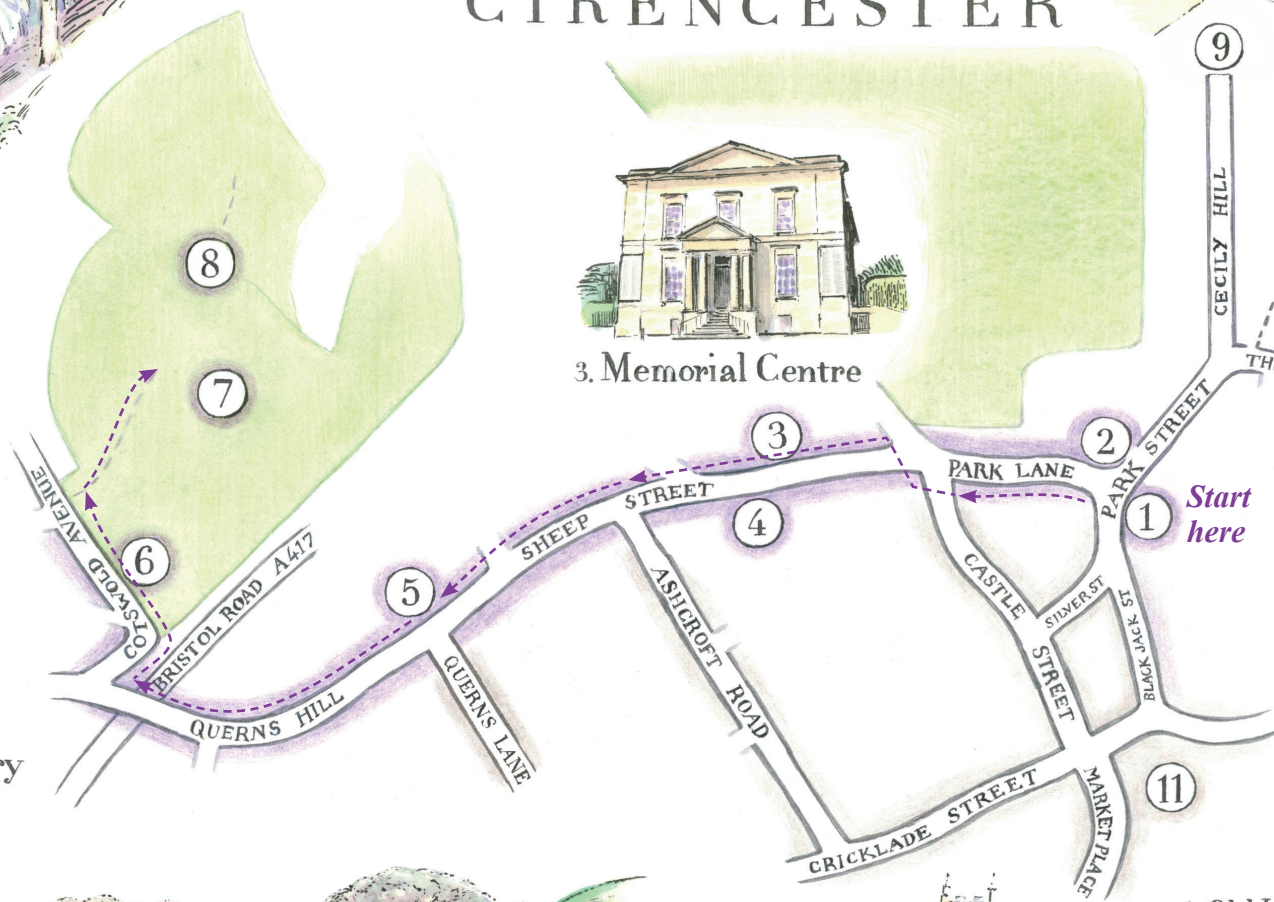 CIRENCESTER
9
CECILY HILL
8
3. Memorial Centre
TH
7
3
2
PARK STREET
PARK LANE
Start
here
1
STREET
4
SHEEP
COTSWOLD AVENUE
6
BRISTOL ROAD A417
5
ASHCROFT
ROAD
CASTLE
STREET
SILVER ST
BLACK JACK ST
QUERNS LANE
QUERNS HILL
ry
11
CRICKLADE STREET
MARKET PLACE